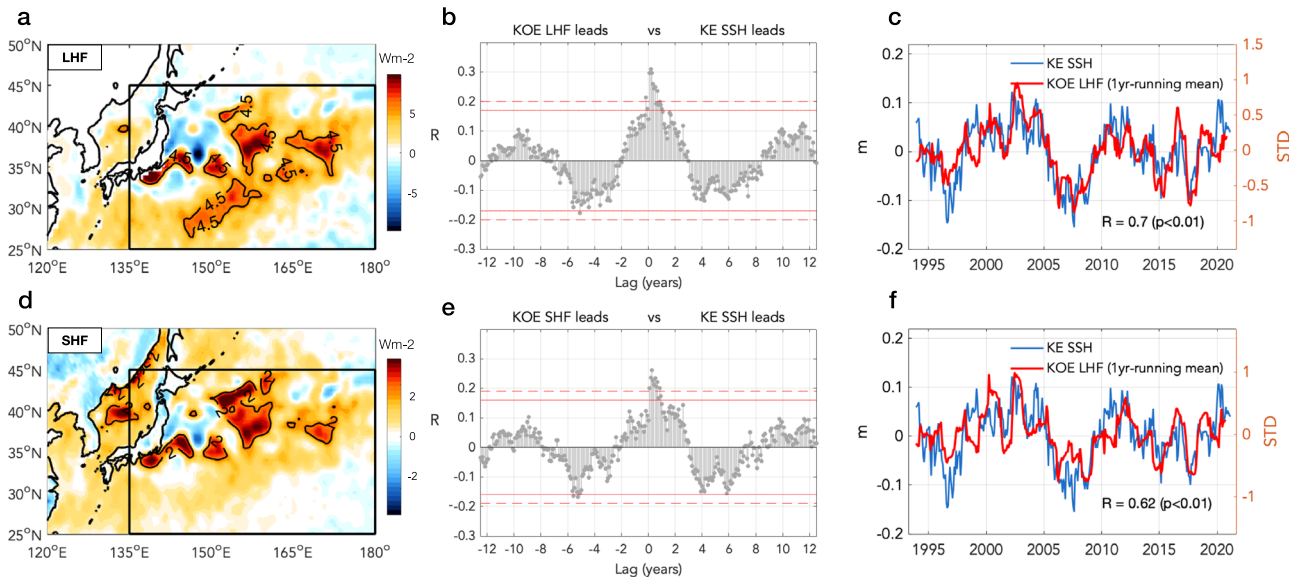 a
LHF
Wm-2
50°N
45°N
40°N
35°N
30°N
25°N
120°E
135°E
150°E
165°E
180°
4.5
4.5
4.5
4.5
4.5
4.5
4.5
4.5
5
0
-5
b
KOE LHF leads vs KE SSH leads
R
0.3
0.2
0.1
0
-0.1
-0.2
-0.3
-12 -10 -8 -6 -4 -2 0 2 4 6 8 10 12
Lag (years)
c
KE SSH
KOE LHF (1yr-running mean)
m
0.2
0.1
0
-0.1
-0.2
1.5
1
0.5
0
-0.5
-1
STD
R = 0.7 (p<0.01)
1995 2000 2005 2010 2015 2020
d
SHF
Wm-2
50°N
45°N
40°N
35°N
30°N
25°N
120°E
135°E
150°E
165°E
180°
2
2
2
2
2
2
2
0
-2
e
KOE SHF leads vs KE SSH leads
R
0.3
0.2
0.1
0
-0.1
-0.2
-0.3
-12 -10 -8 -6 -4 -2 0 2 4 6 8 10 12
Lag (years)
f
KE SSH
KOE LHF (1yr-running mean)
m
0.2
0.1
0
-0.1
-0.2
1
0
-1
STD
R = 0.62 (p<0.01)
1995 2000 2005 2010 2015 2020